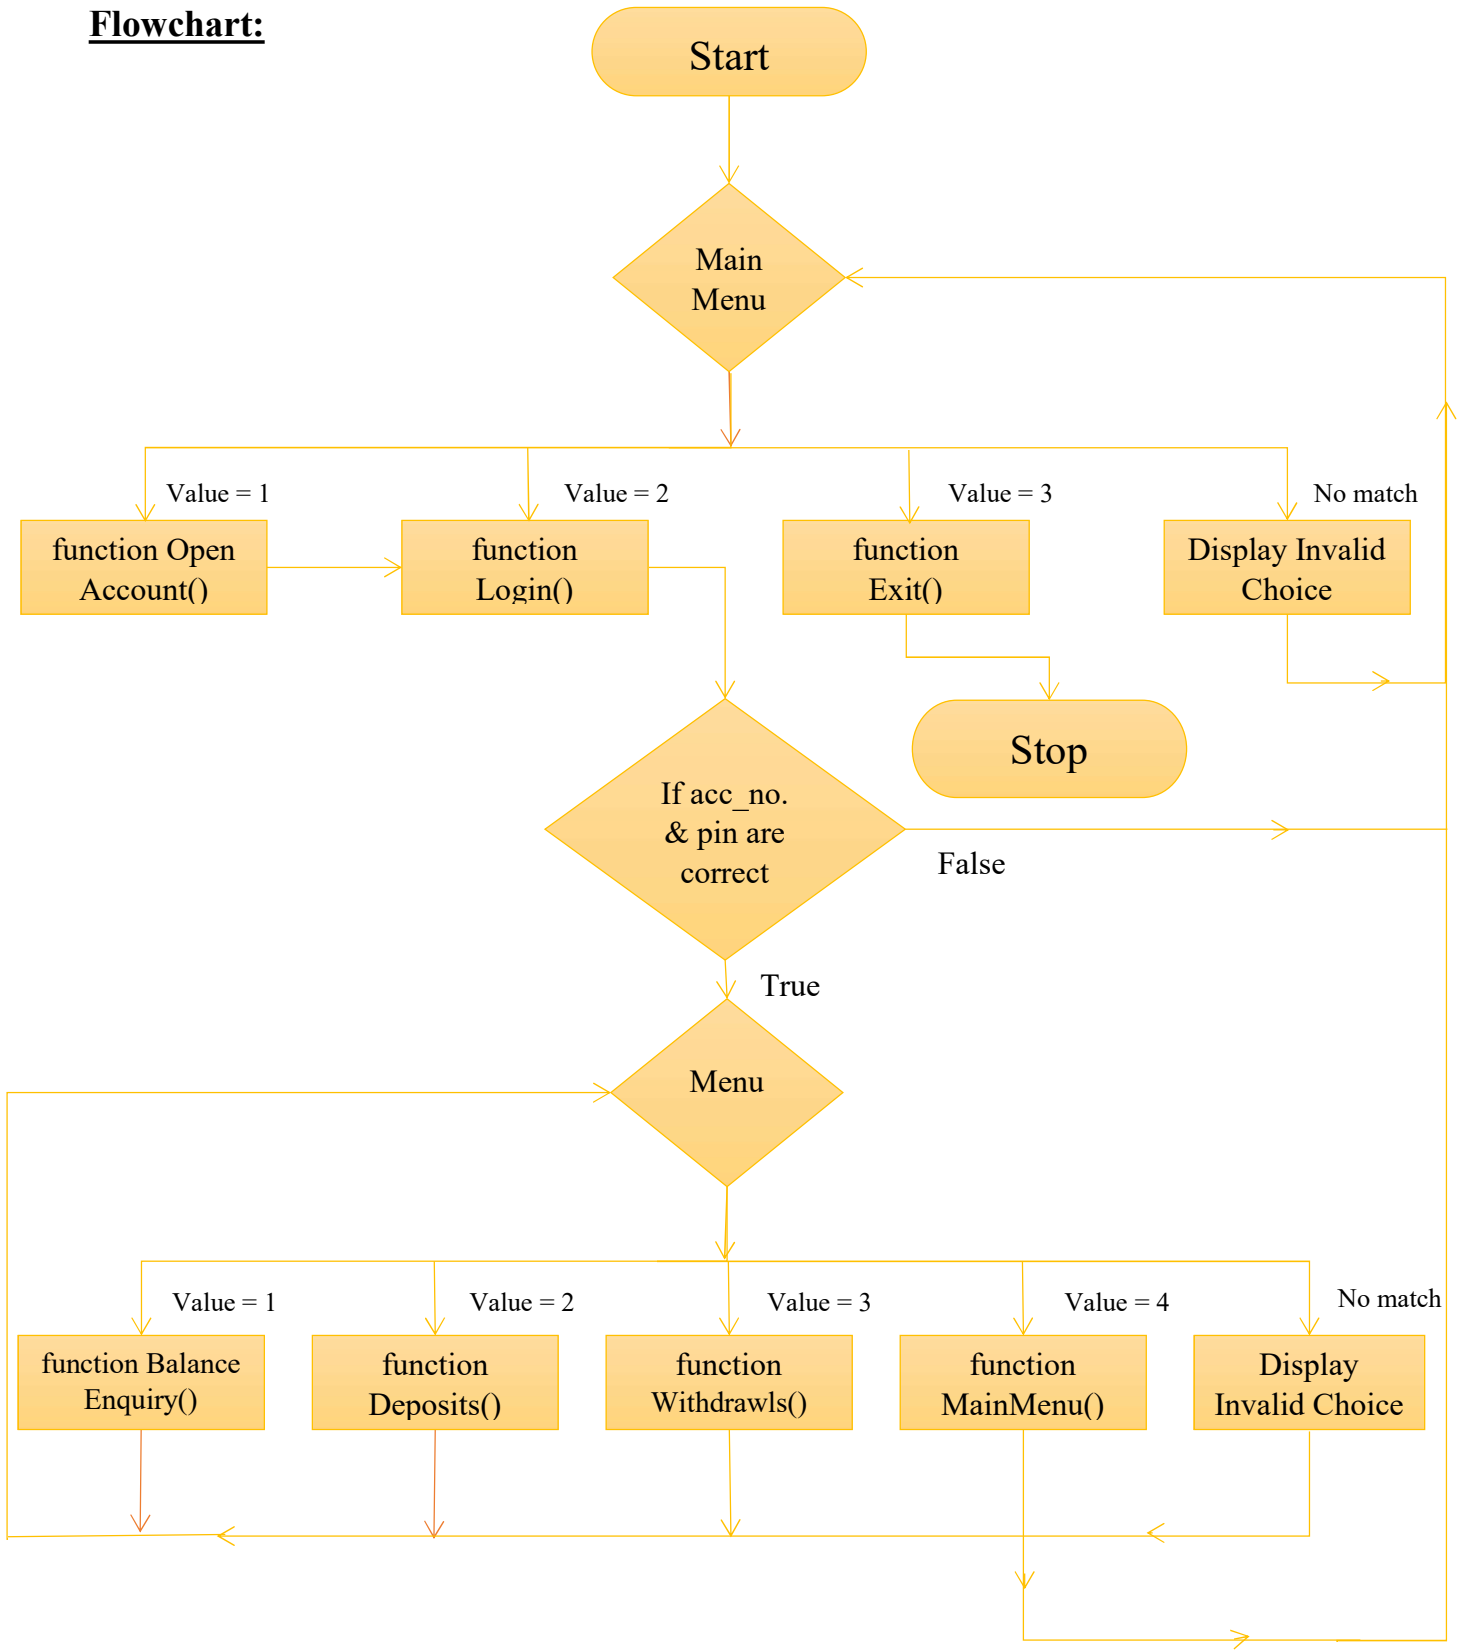 Flowchart:
Start
Main
Menu
Value = 1
Value = 2
Value = 3
No match
function Open
Account()
function
Login()
function
Exit()
Display Invalid
Choice
Stop
If acc_no.
& pin are
correct
False
True
Menu
Value = 1
Value = 2
Value = 3
Value = 4
No match
function Balance
Enquiry()
function
Deposits()
function
Withdrawls()
function
MainMenu()
Display
Invalid Choice